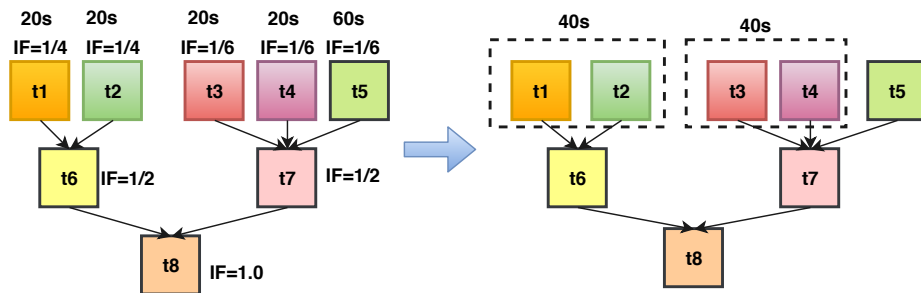 20s 20s 20s 20s 60s
IF=1/4 IF=1/4 IF=1/6 IF=1/6 IF=1/6
t1 t2 t3 t4 t5
t6 IF=1/2 t7 IF=1/2
t8 IF=1.0
40s 40s
t1 t2 t3 t4 t5
t6 t7
t8